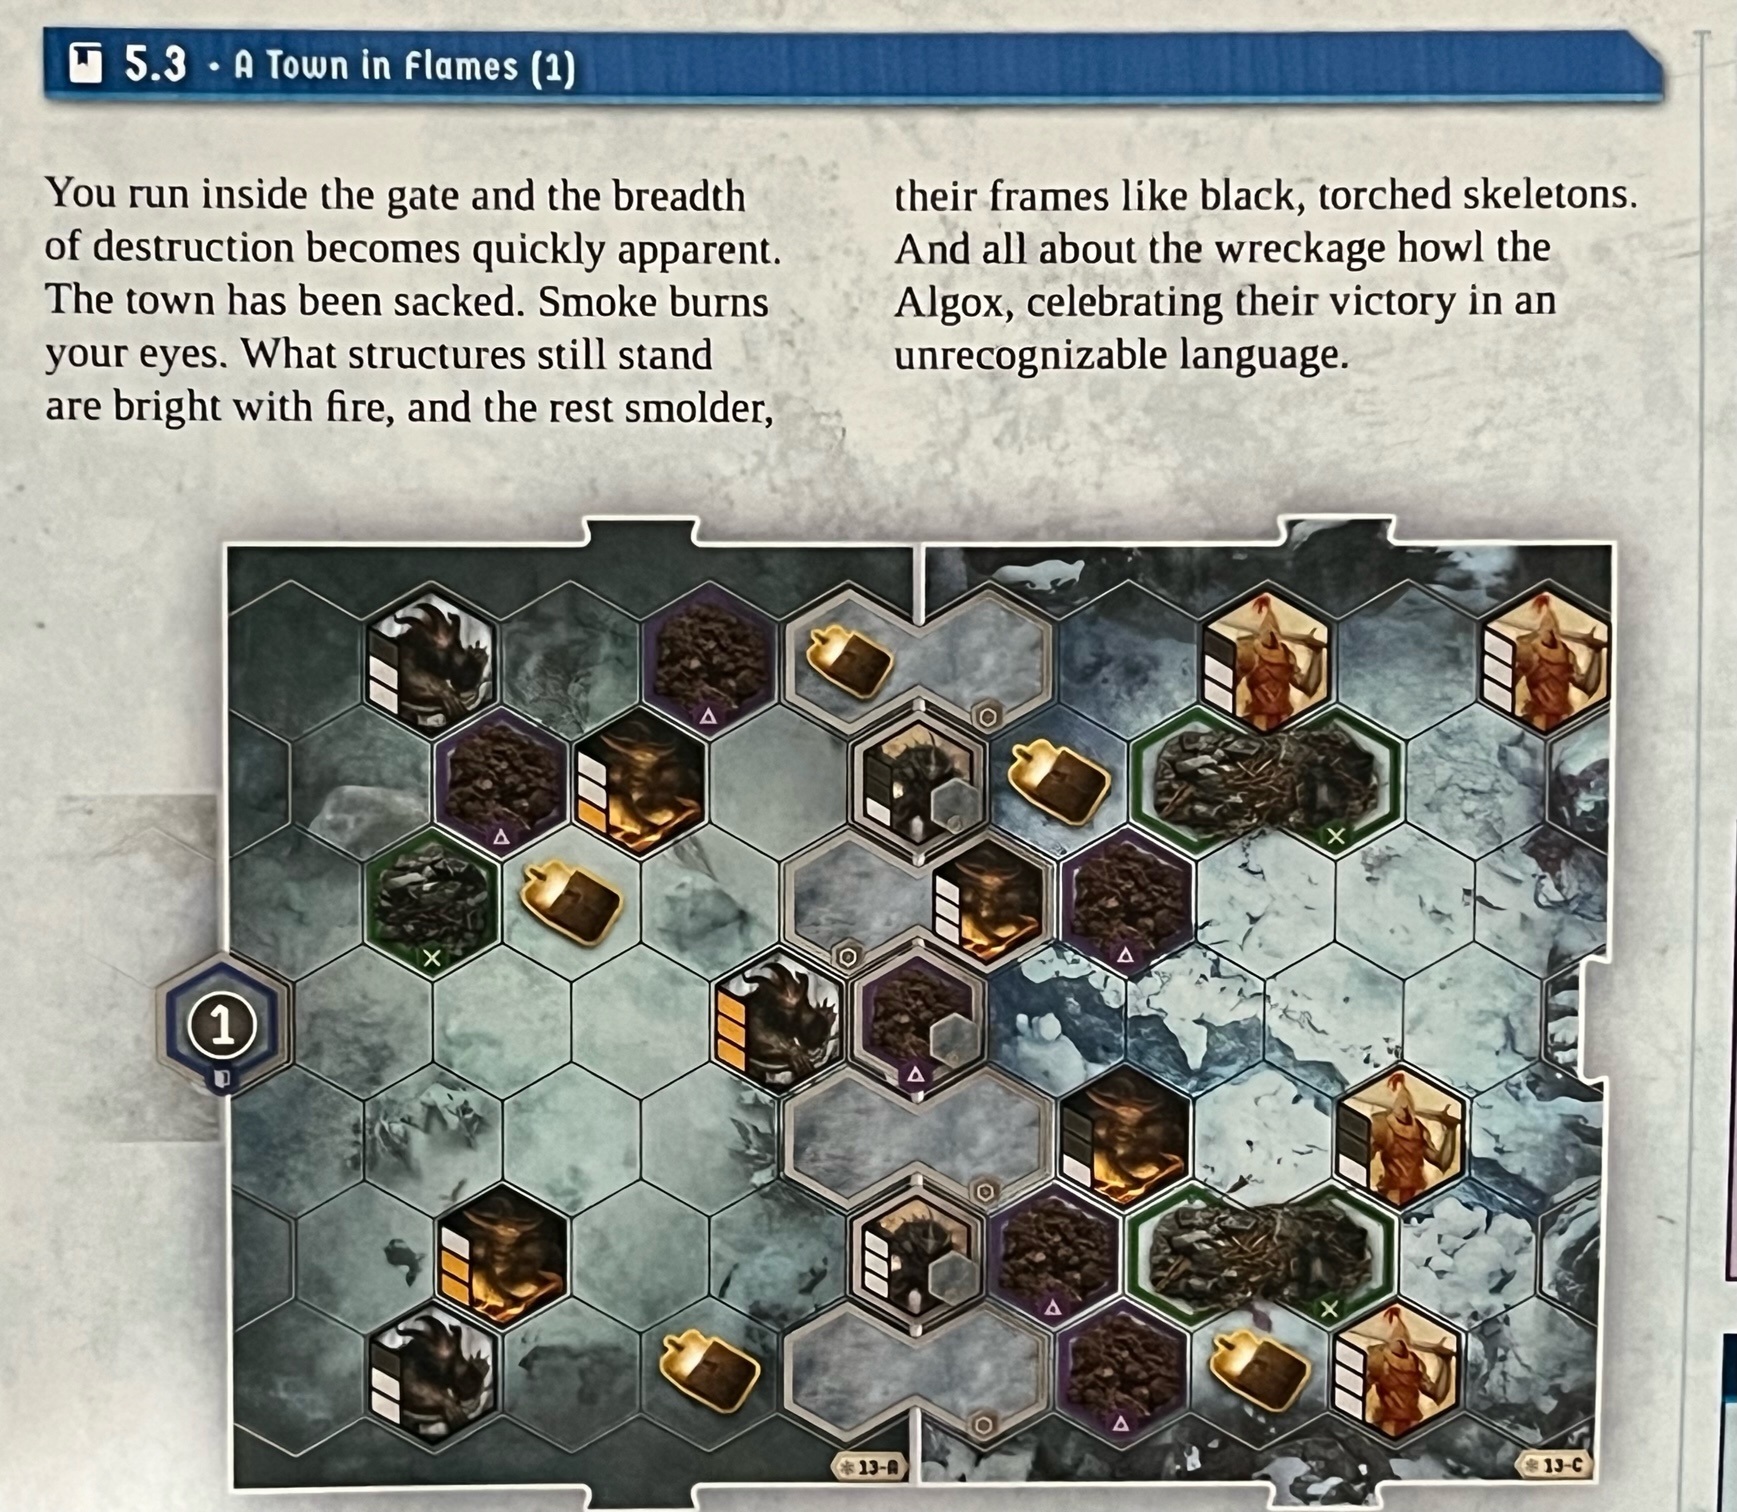 5.3 · A Town in Flames (1)
You run inside the gate and the breadth
of destruction becomes quickly apparent.
The town has been sacked. Smoke burns
your eyes. What structures still stand
are bright with fire, and the rest smolder,
their frames like black, torched skeletons.
And all about the wreckage howl the
Algox, celebrating their victory in an
unrecognizable language.
1
13-A
13-C